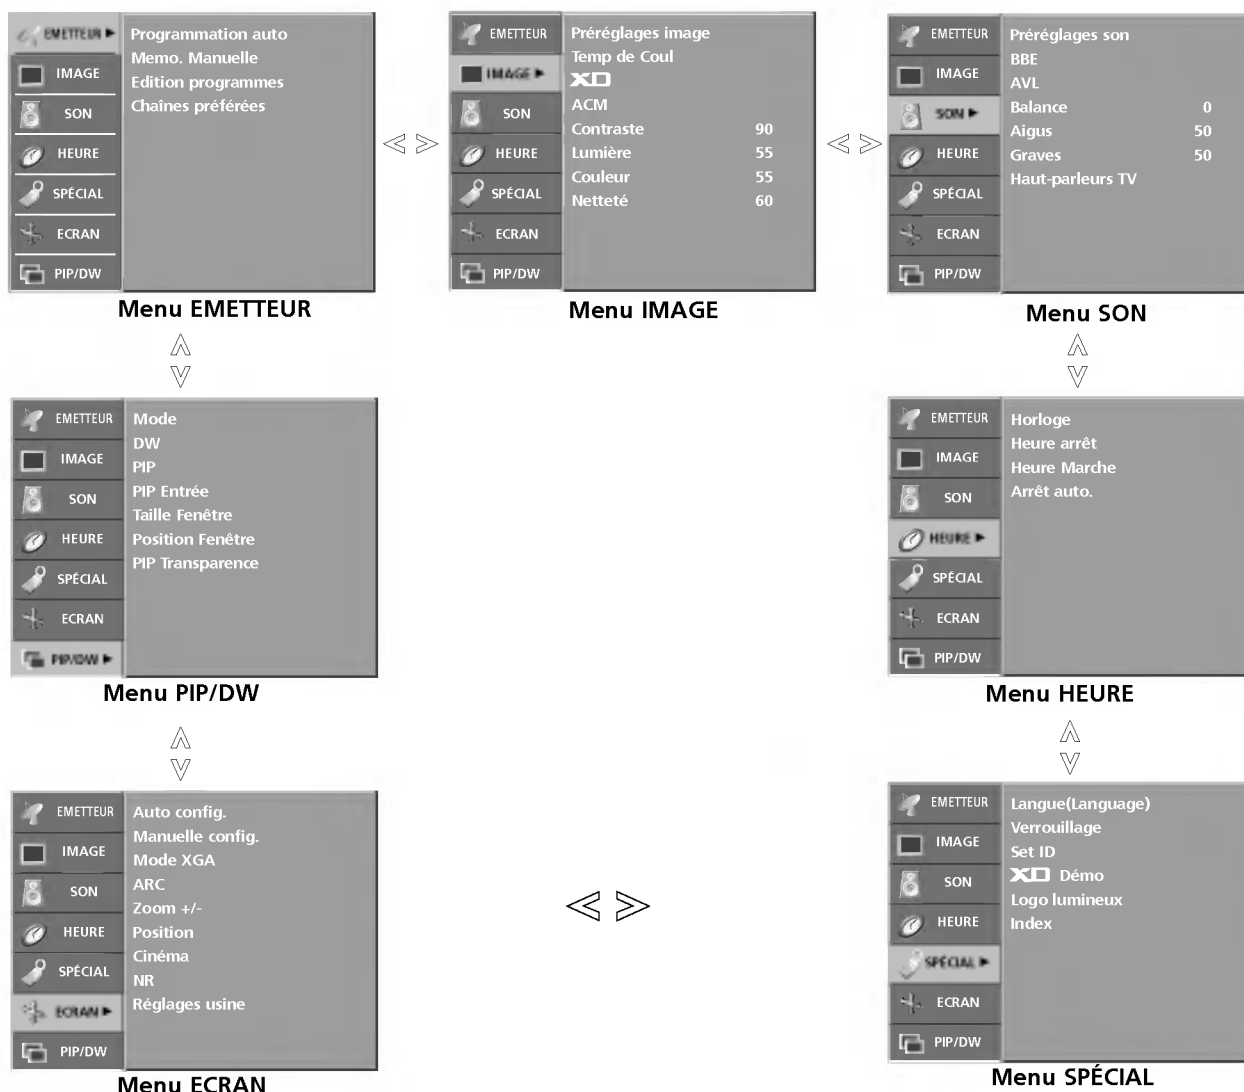 EMETTEUR
IMAGE
SON
HEURE
SPÉCIAL
ECRAN
PIP/DW
Programmation auto
Memo. Manuelle
Edition programmes
Chaînes préférées
Menu EMETTEUR
EMETTEUR
IMAGE
SON
HEURE
SPÉCIAL
ECRAN
PIP/DW
Préréglages image
Temp de Coul
XD
ACM
Contraste 90
Lumière 55
Couleur 55
Netteté 60
Menu IMAGE
EMETTEUR
IMAGE
SON
HEURE
SPÉCIAL
ECRAN
PIP/DW
Préréglages son
BBE
AVL
Balance 0
Aigus 50
Graves 50
Haut-parleurs TV
Menu SON
EMETTEUR
IMAGE
SON
HEURE
SPÉCIAL
ECRAN
PIP/DW
Mode
DW
PIP
PIP Entrée
Taille Fenêtre
Position Fenêtre
PIP Transparence
Menu PIP/DW
EMETTEUR
IMAGE
SON
HEURE
SPÉCIAL
ECRAN
PIP/DW
Horloge
Heure arrêt
Heure Marche
Arrêt auto.
Menu HEURE
EMETTEUR
IMAGE
SON
HEURE
SPÉCIAL
ECRAN
PIP/DW
Auto config.
Manuelle config.
Mode XGA
ARC
Zoom +/-
Position
Cinéma
NR
Réglages usine
Menu ECRAN
EMETTEUR
IMAGE
SON
HEURE
SPÉCIAL
ECRAN
PIP/DW
Langue(Language)
Verrouillage
Set ID
XD Démo
Logo lumineux
Index
Menu SPÉCIAL